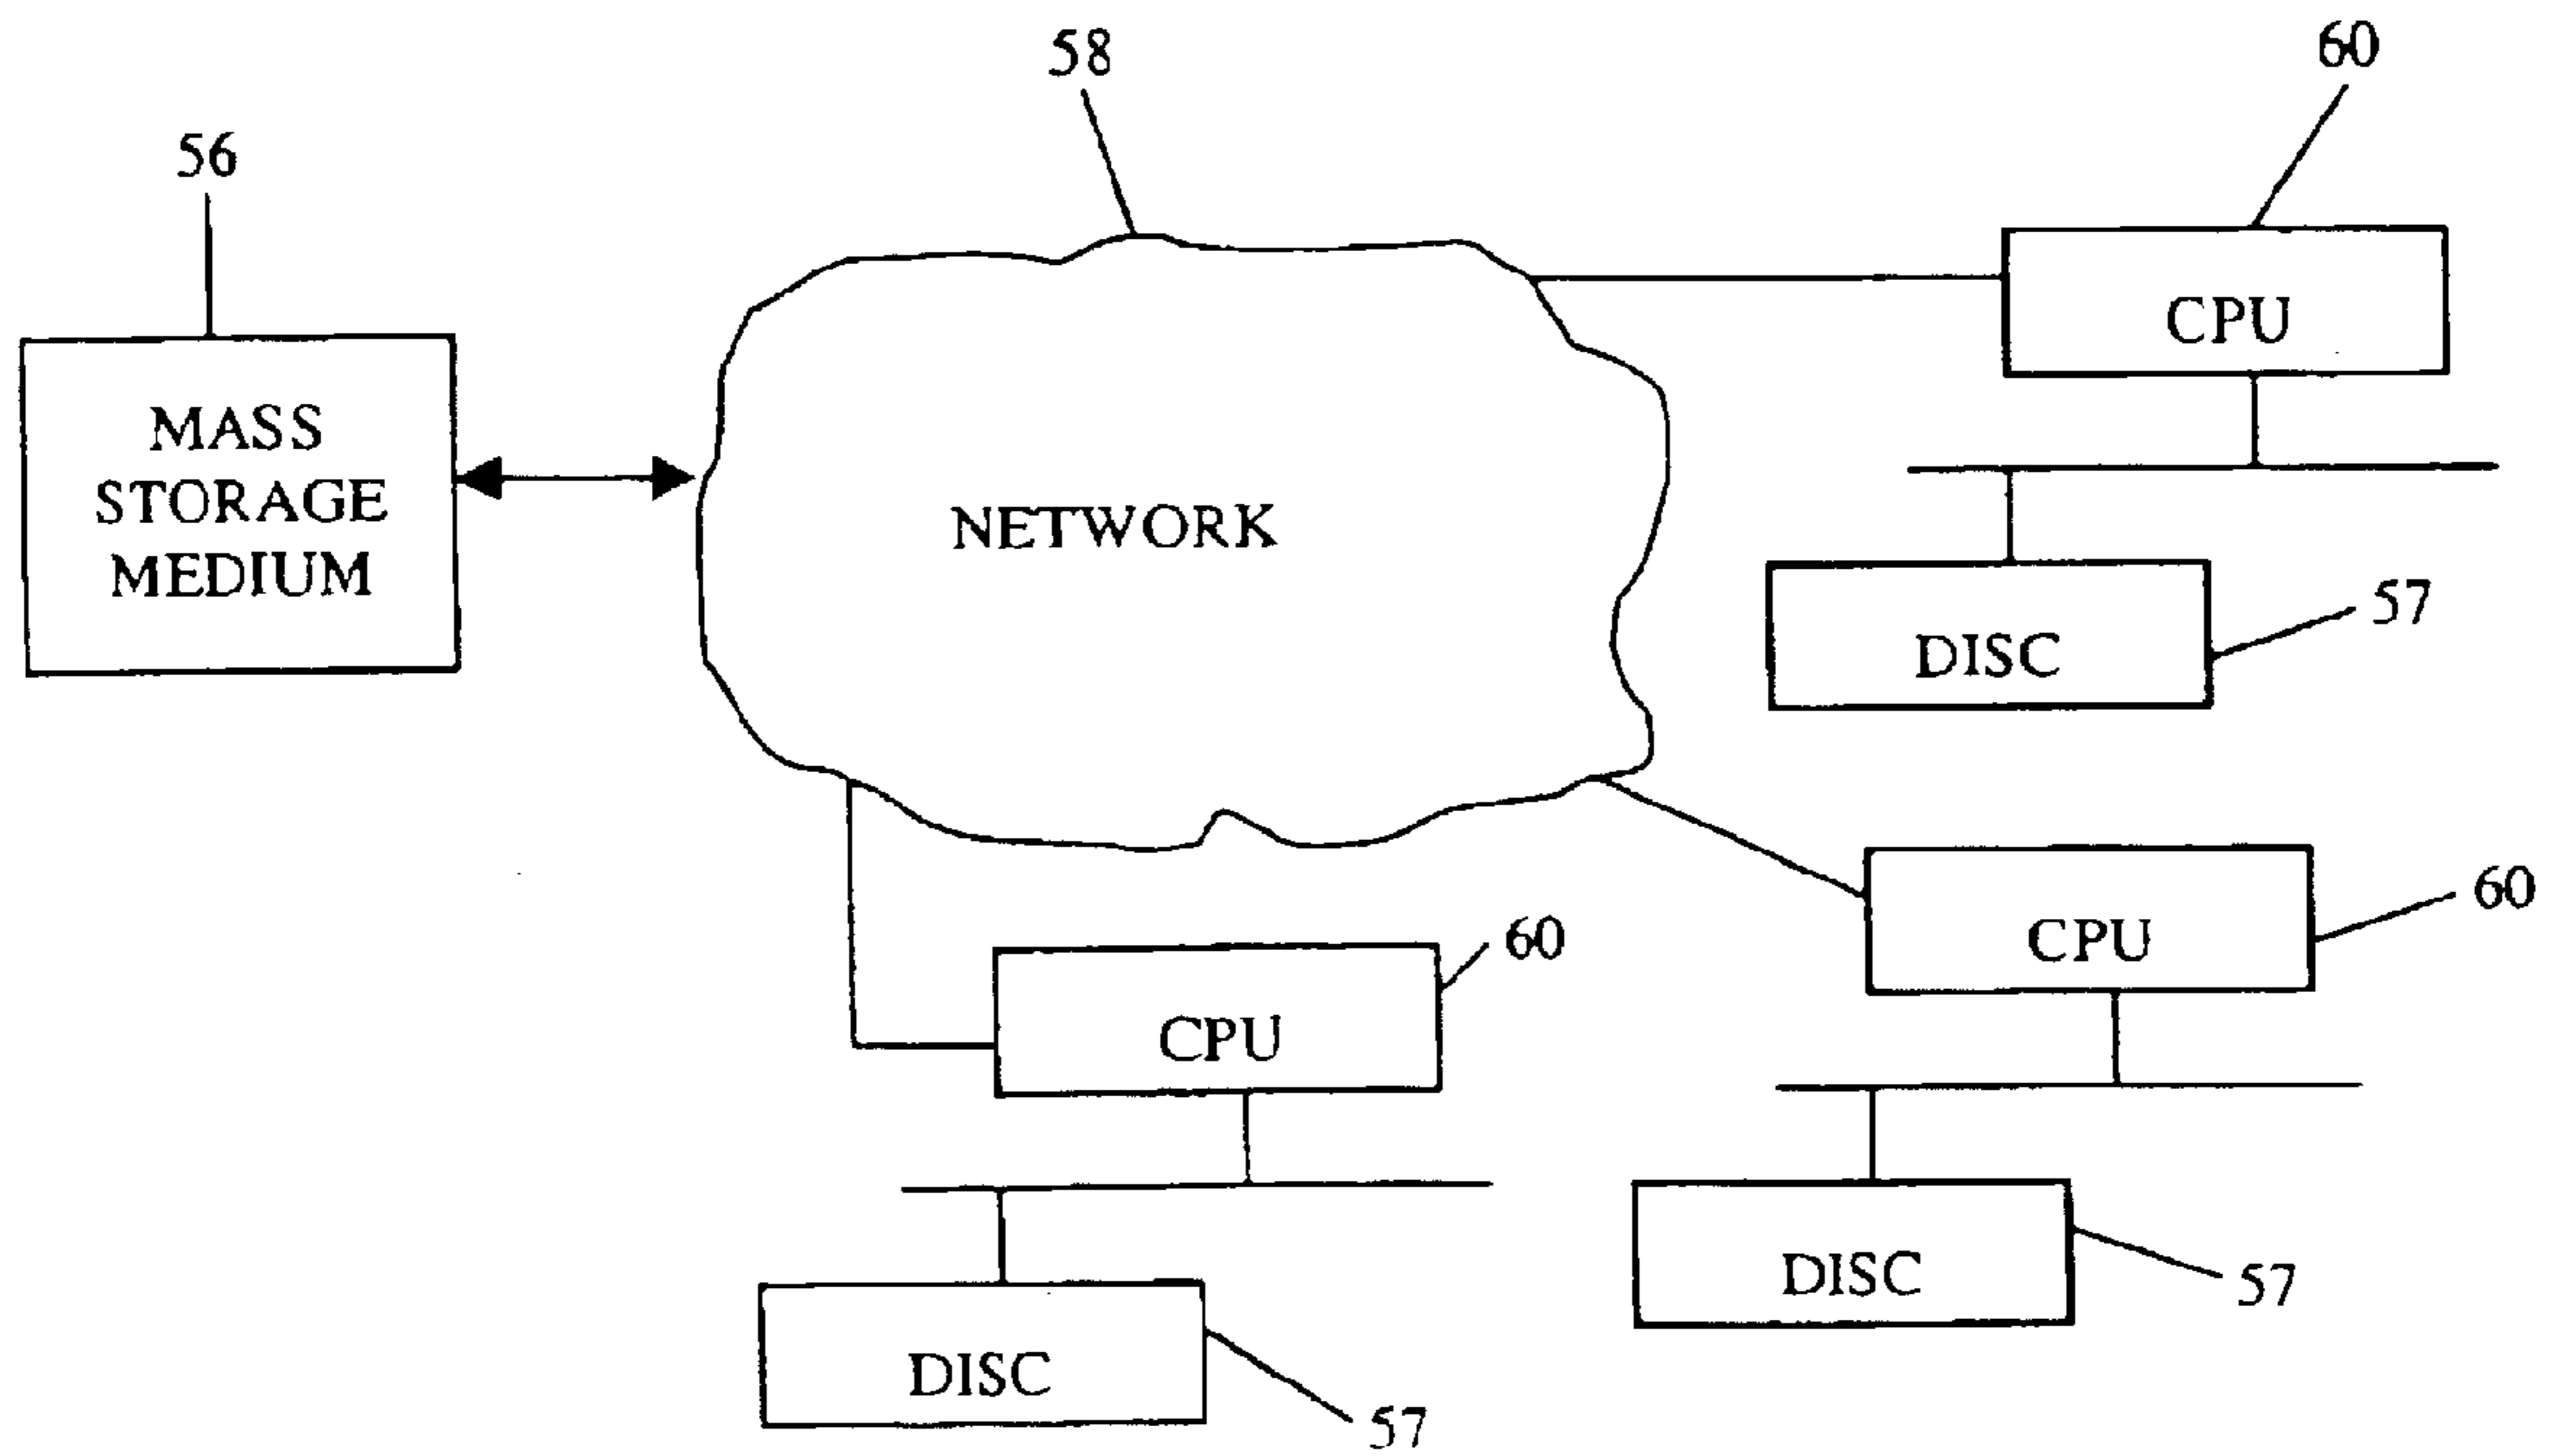 58
60
56
MASS
STORAGE
MEDIUM
NETWORK
CPU
DISC
57
CPU
60
60
CPU
DISC
57
DISC
57